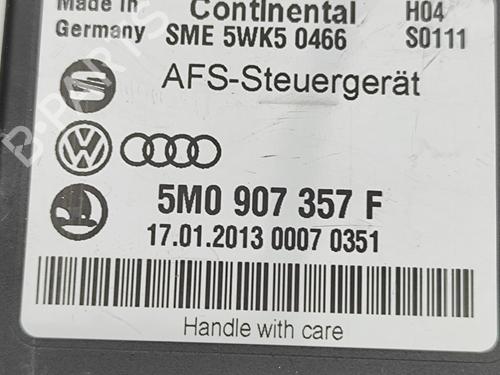 Made in Continental H04
Germany SME 5WK5 0466 S0111
AFS-Steuergerät
5M0 907 357 F
17.01.2013 0007 0351
Handle with care
B-PARTS